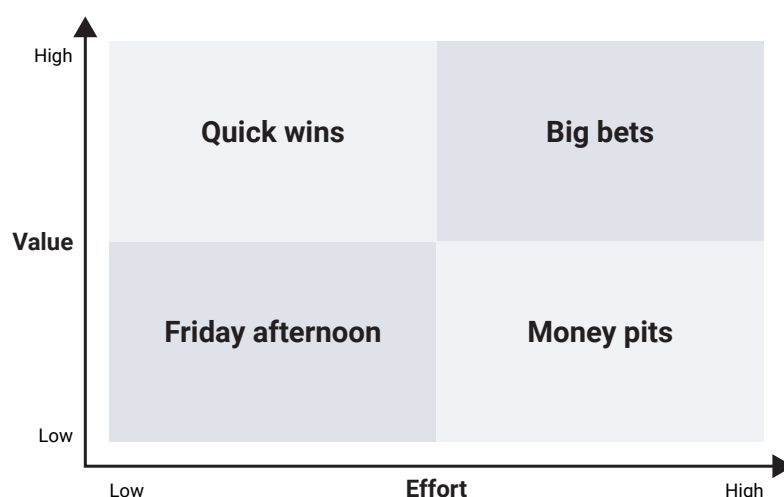 High
Quick wins Big bets
Value
Friday afternoon Money pits
Low
Low Effort High